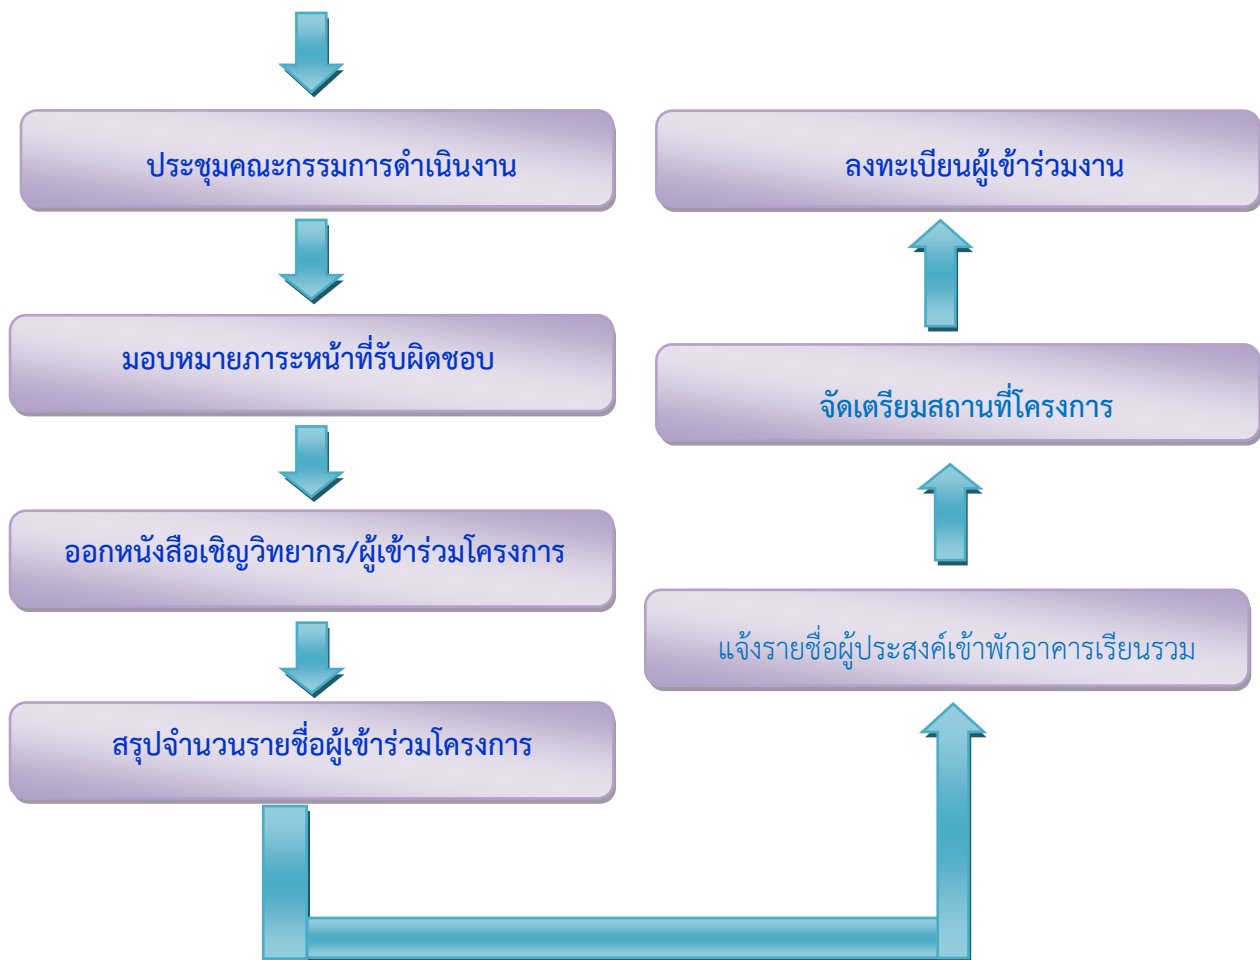 ประชุมคณะกรรมการดำเนินงาน
มอบหมายภาระหน้าที่รับผิดชอบ
ออกหนังสือเชิญวิทยากร/ผู้เข้าร่วมโครงการ
สรุปจำนวนรายชื่อผู้เข้าร่วมโครงการ
แจ้งรายชื่อผู้ประสงค์เข้าพักอาคารเรียนรวม
จัดเตรียมสถานที่โครงการ
ลงทะเบียนผู้เข้าร่วมงาน